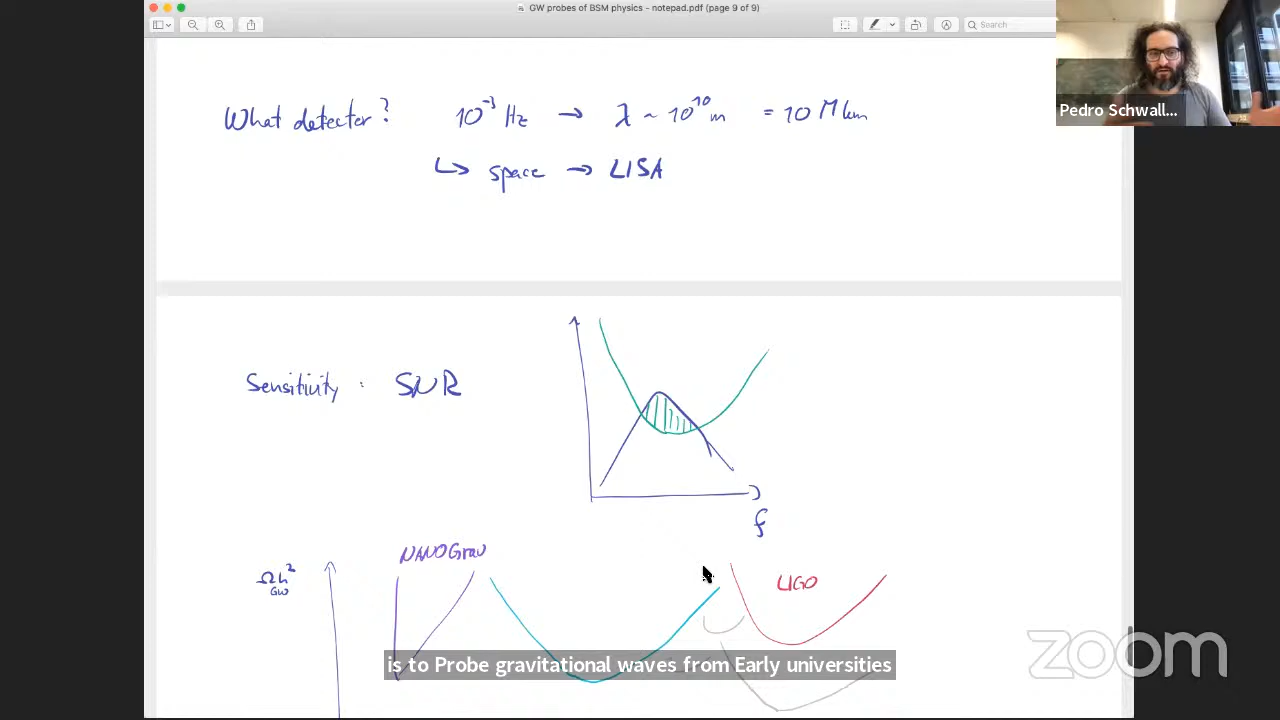 GW probes of BSM physics - notepad.pdf (page 9 of 9)
Search
Pedro Schwall...
What detector? 10⁻³ Hz → λ ~ 10¹⁰ m = 10 M km
↳ space → LISA
Sensitivity : SNR
f
NANOGrav
Ω_GW h²
LIGO
is to Probe gravitational waves from Early universities
zoom